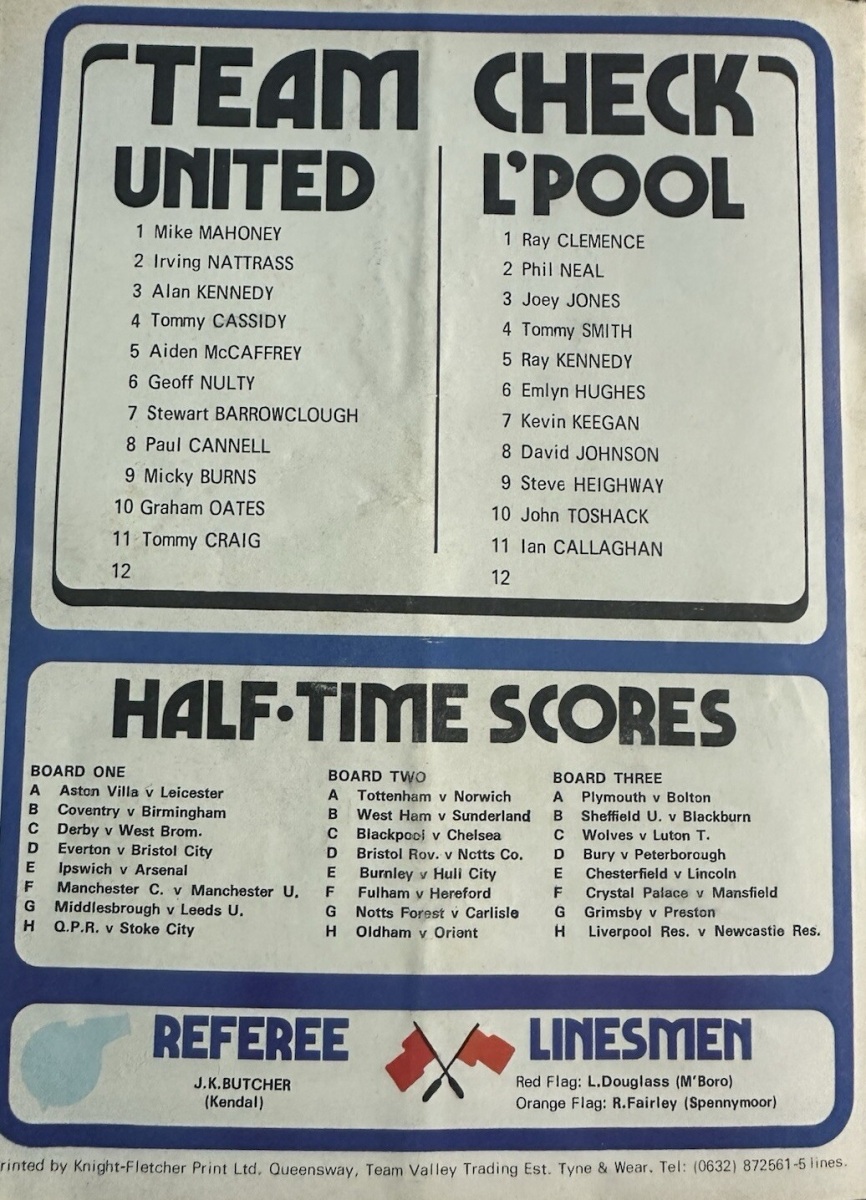 TEAM CHECK
UNITED
1 Mike MAHONEY
2 Irving NATTRASS
3 Alan KENNEDY
4 Tommy CASSIDY
5 Aiden McCAFFREY
6 Geoff NULTY
7 Stewart BARROWCLOUGH
8 Paul CANNELL
9 Micky BURNS
10 Graham OATES
11 Tommy CRAIG
12
L'POOL
1 Ray CLEMENCE
2 Phil NEAL
3 Joey JONES
4 Tommy SMITH
5 Ray KENNEDY
6 Emlyn HUGHES
7 Kevin KEEGAN
8 David JOHNSON
9 Steve HEIGHWAY
10 John TOSHACK
11 Ian CALLAGHAN
12
HALF·TIME SCORES
BOARD ONE
A Aston Villa v Leicester
B Coventry v Birmingham
C Derby v West Brom.
D Everton v Bristol City
E Ipswich v Arsenal
F Manchester C. v Manchester U.
G Middlesbrough v Leeds U.
H Q.P.R. v Stoke City
BOARD TWO
A Tottenham v Norwich
B West Ham v Sunderland
C Blackpool v Chelsea
D Bristol Rov. v Notts Co.
E Burnley v Hull City
F Fulham v Hereford
G Notts Forest v Carlisle
H Oldham v Orient
BOARD THREE
A Plymouth v Bolton
B Sheffield U. v Blackburn
C Wolves v Luton T.
D Bury v Peterborough
E Chesterfield v Lincoln
F Crystal Palace v Mansfield
G Grimsby v Preston
H Liverpool Res. v Newcastle Res.
REFEREE
J.K.BUTCHER
(Kendal)
LINESMEN
Red Flag: L.Douglass (M'Boro)
Orange Flag: R.Fairley (Spennymoor)
rinted by Knight-Fletcher Print Ltd, Queensway, Team Valley Trading Est. Tyne & Wear. Tel: (0632) 872561-5 lines.